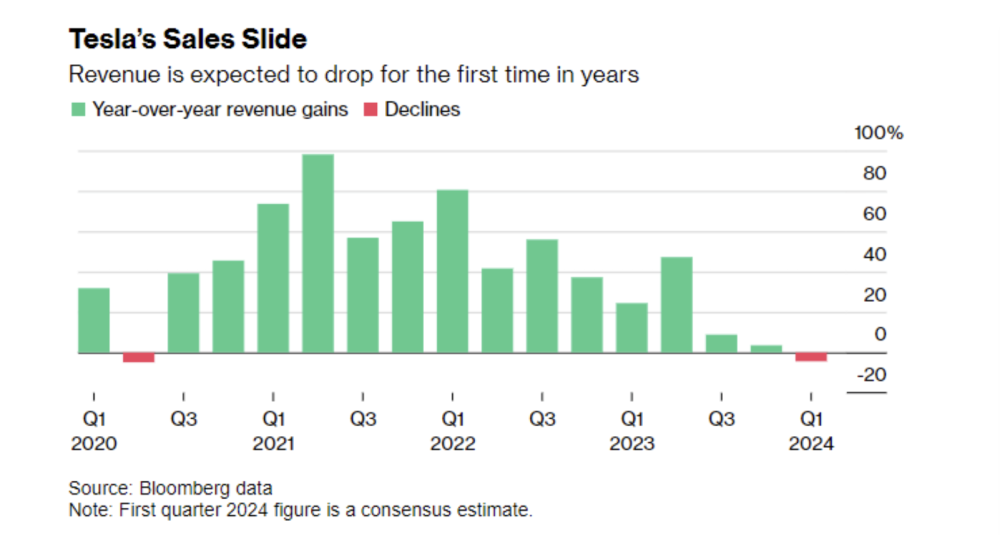 Tesla's Sales Slide
Revenue is expected to drop for the first time in years
Year-over-year revenue gains Declines
100%
80
60
40
20
0
-20
Q1 Q3 Q1 Q3 Q1 Q3 Q1 Q3 Q1
2020 2021 2022 2023 2024
Source: Bloomberg data
Note: First quarter 2024 figure is a consensus estimate.